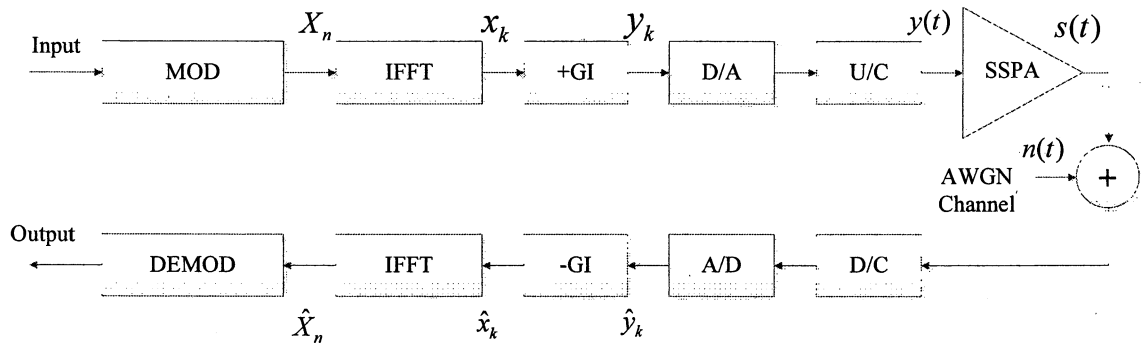 X_n x_k y_k y(t) s(t)
Input
MOD IFFT +GI D/A U/C SSPA
n(t)
AWGN
Channel
+
Output
DEMOD IFFT -GI A/D D/C
X̂_n x̂_k ŷ_k